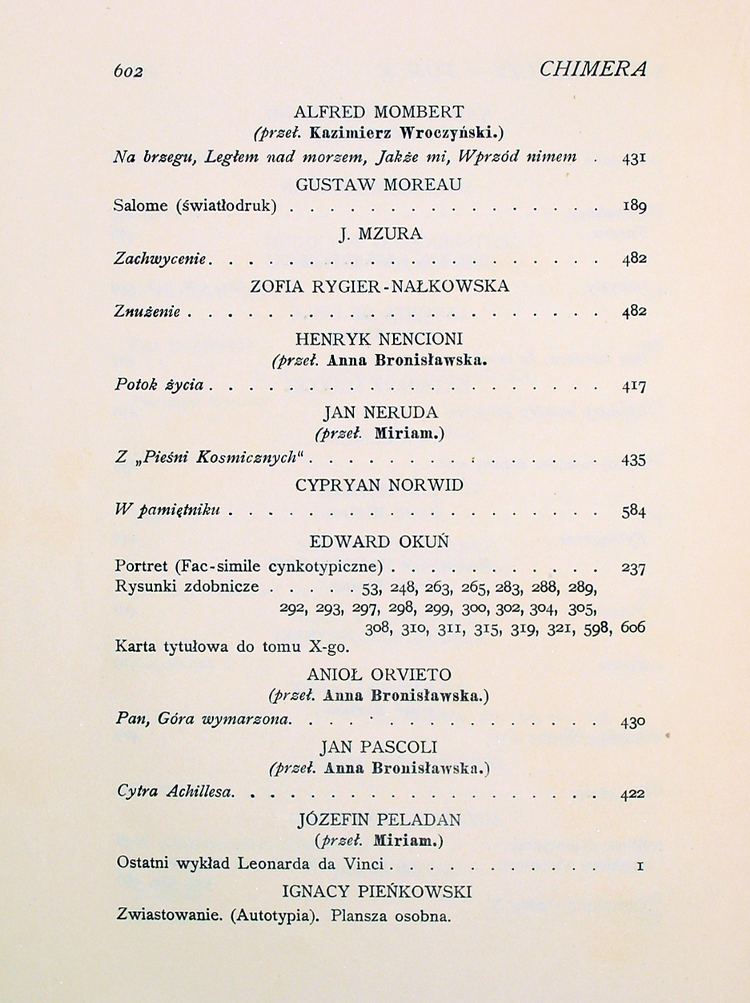 602 CHIMERA
ALFRED MOMBERT
(przeł. Kazimierz Wroczyński.)
Na brzegu, Ległem nad morzem, Jakże mi, Wprzód nimem . 431
GUSTAW MOREAU
Salome (światłodruk) . . . . . . . . . . . . . . . . 189
J. MZURA
Zachwycenie. . . . . . . . . . . . . . . . . . . . 482
ZOFIA RYGIER-NAŁKOWSKA
Znużenie . . . . . . . . . . . . . . . . . . . . . 482
HENRYK NENCIONI
(przeł. Anna Bronisławska.
Potok życia . . . . . . . . . . . . . . . . . . . . 417
JAN NERUDA
(przeł. Miriam.)
Z „Pieśni Kosmicznych“ . . . . . . . . . . . . . . . 435
CYPRYAN NORWID
W pamiętniku . . . . . . . . . . . . . . . . . . . 584
EDWARD OKUŃ
Portret (Fac-simile cynkotypiczne) . . . . . . . . . . . 237
Rysunki zdobnicze . . . . . 53, 248, 263, 265, 283, 288, 289,
292, 293, 297, 298, 299, 300, 302, 304, 305,
308, 310, 311, 315, 319, 321, 598, 606
Karta tytułowa do tomu X-go.
ANIOŁ ORVIETO
(przeł. Anna Bronisławska.)
Pan, Góra wymarzona. . . . . . . . . . . . . . . . 430
JAN PASCOLI
(przeł. Anna Bronisławska.)
Cytra Achillesa. . . . . . . . . . . . . . . . . . . 422
JÓZEFIN PELADAN
(przeł. Miriam.)
Ostatni wykład Leonarda da Vinci . . . . . . . . . . . 1
IGNACY PIEŃKOWSKI
Zwiastowanie. (Autotypia). Plansza osobna.